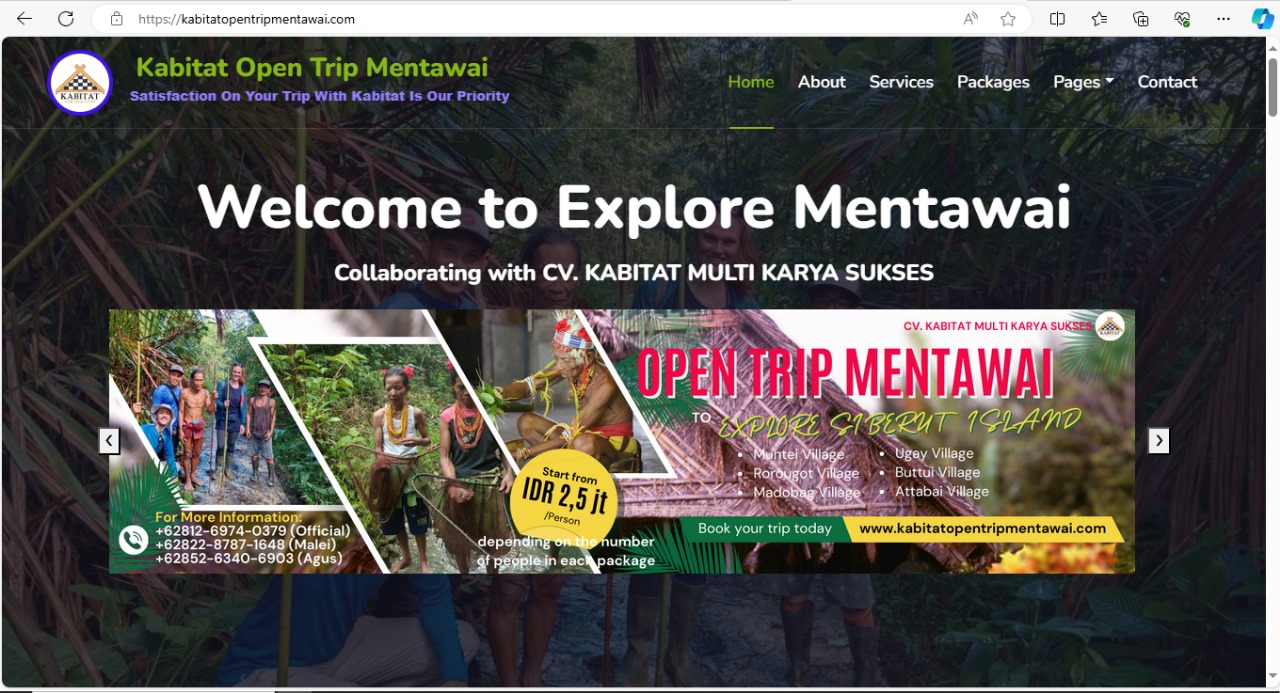 https://kabitatopentripmentawai.com
KABITAT
Kabitat Open Trip Mentawai
Satisfaction On Your Trip With Kabitat Is Our Priority
Home About Services Packages Pages Contact
Welcome to Explore Mentawai
Collaborating with CV. KABITAT MULTI KARYA SUKSES
CV. KABITAT MULTI KARYA SUKSES
OPEN TRIP MENTAWAI
TO EXPLORE SIBERUT ISLAND
• Muntei Village • Ugay Village
• Rorougot Village • Buttui Village
• Madobag Village • Attabai Village
Start from
IDR 2,5 jt
/Person
depending on the number
of people in each package
For More Information:
+62812-6974-0379 (Official)
+62822-8787-1648 (Malei)
+62852-6340-6903 (Agus)
Book your trip today www.kabitatopentripmentawai.com